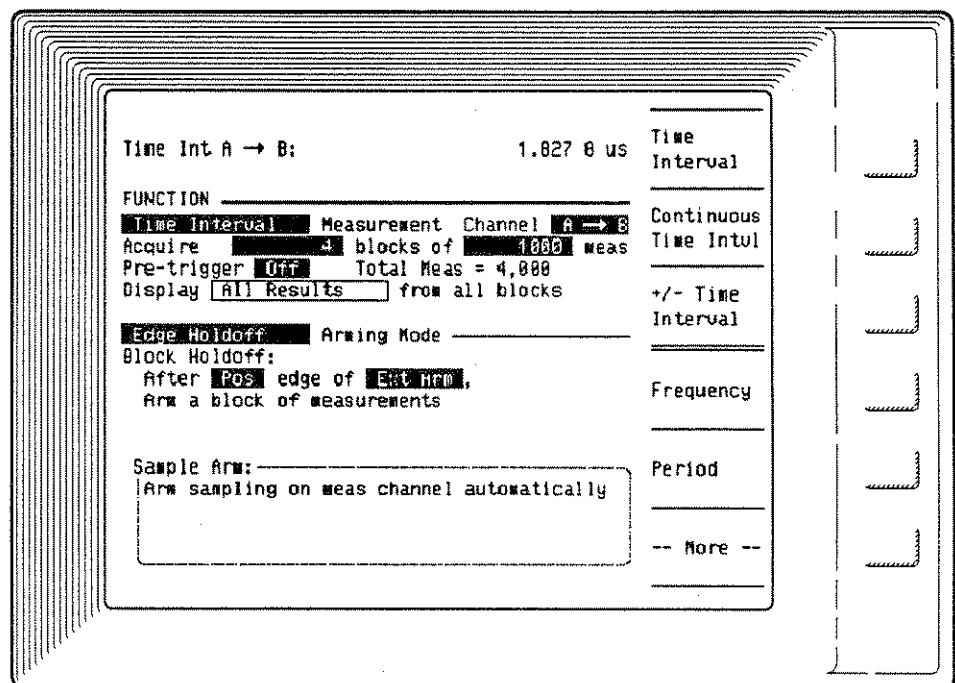 Time Int A → B: 1.827 8 us
FUNCTION
Time Interval Measurement Channel A → B
Acquire 4 blocks of 1000 meas
Pre-trigger Off Total Meas = 4,000
Display All Results from all blocks
Edge Holdoff Arming Mode
Block Holdoff:
After Pos edge of Ext Arm,
Arm a block of measurements
Sample Arm:
Arm sampling on meas channel automatically
Time
Interval
Continuous
Time Intvl
+/- Time
Interval
Frequency
Period
-- More --